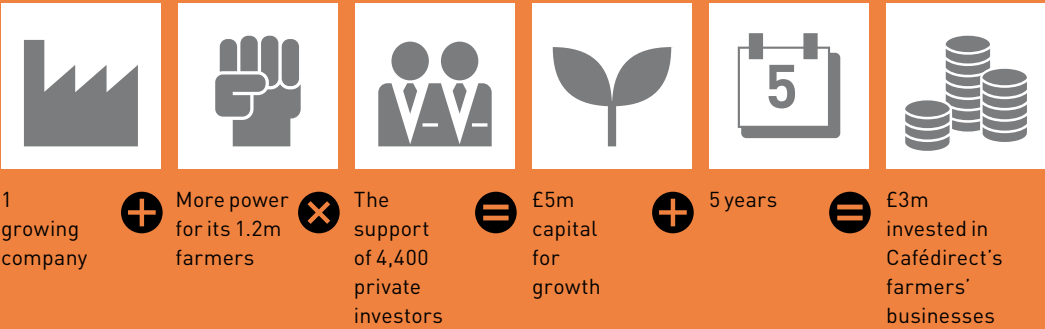 5
1
growing
company
+
More power
for its 1.2m
farmers
×
The
support
of 4,400
private
investors
=
£5m
capital
for
growth
+
5 years
=
£3m
invested in
Cafédirect’s
farmers’
businesses